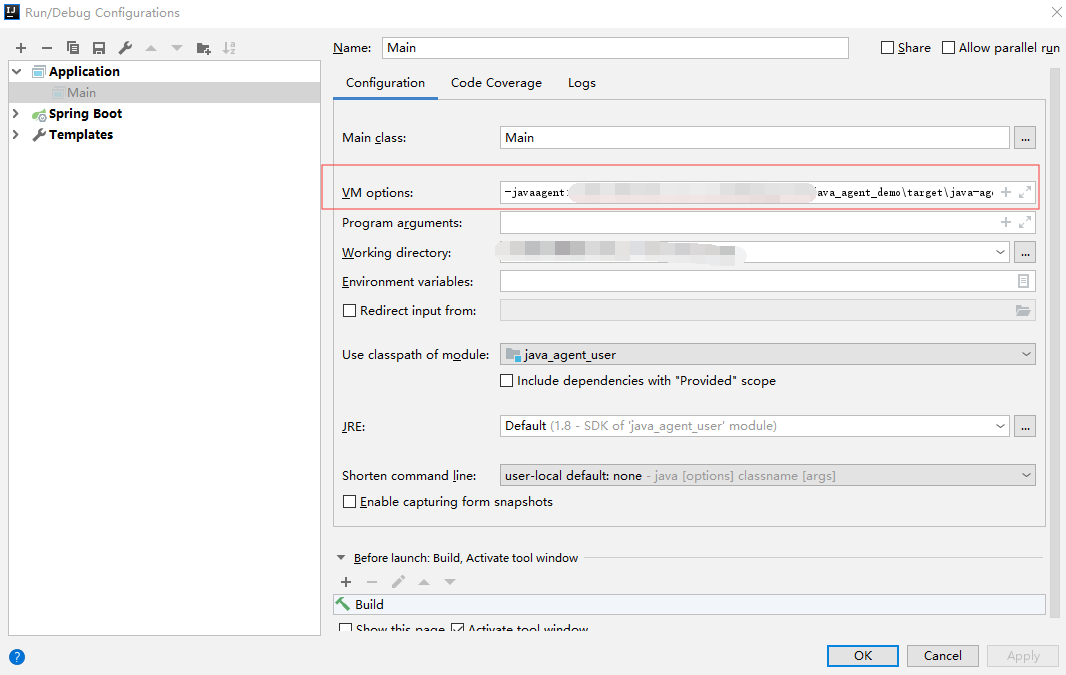 Run/Debug Configurations
Application
Main
Spring Boot
Templates
Name: Main
Share
Allow parallel run
Configuration Code Coverage Logs
Main class: Main ...
VM options: -javaagent: java_agent_demo\target\java-age
Program arguments:
Working directory: ...
Environment variables:
Redirect input from:
Use classpath of module: java_agent_user
Include dependencies with "Provided" scope
JRE: Default (1.8 - SDK of 'java_agent_user' module) ...
Shorten command line: user-local default: none - java [options] classname [args]
Enable capturing form snapshots
Before launch: Build, Activate tool window
Build
Show this page Activate tool window
? OK Cancel Apply